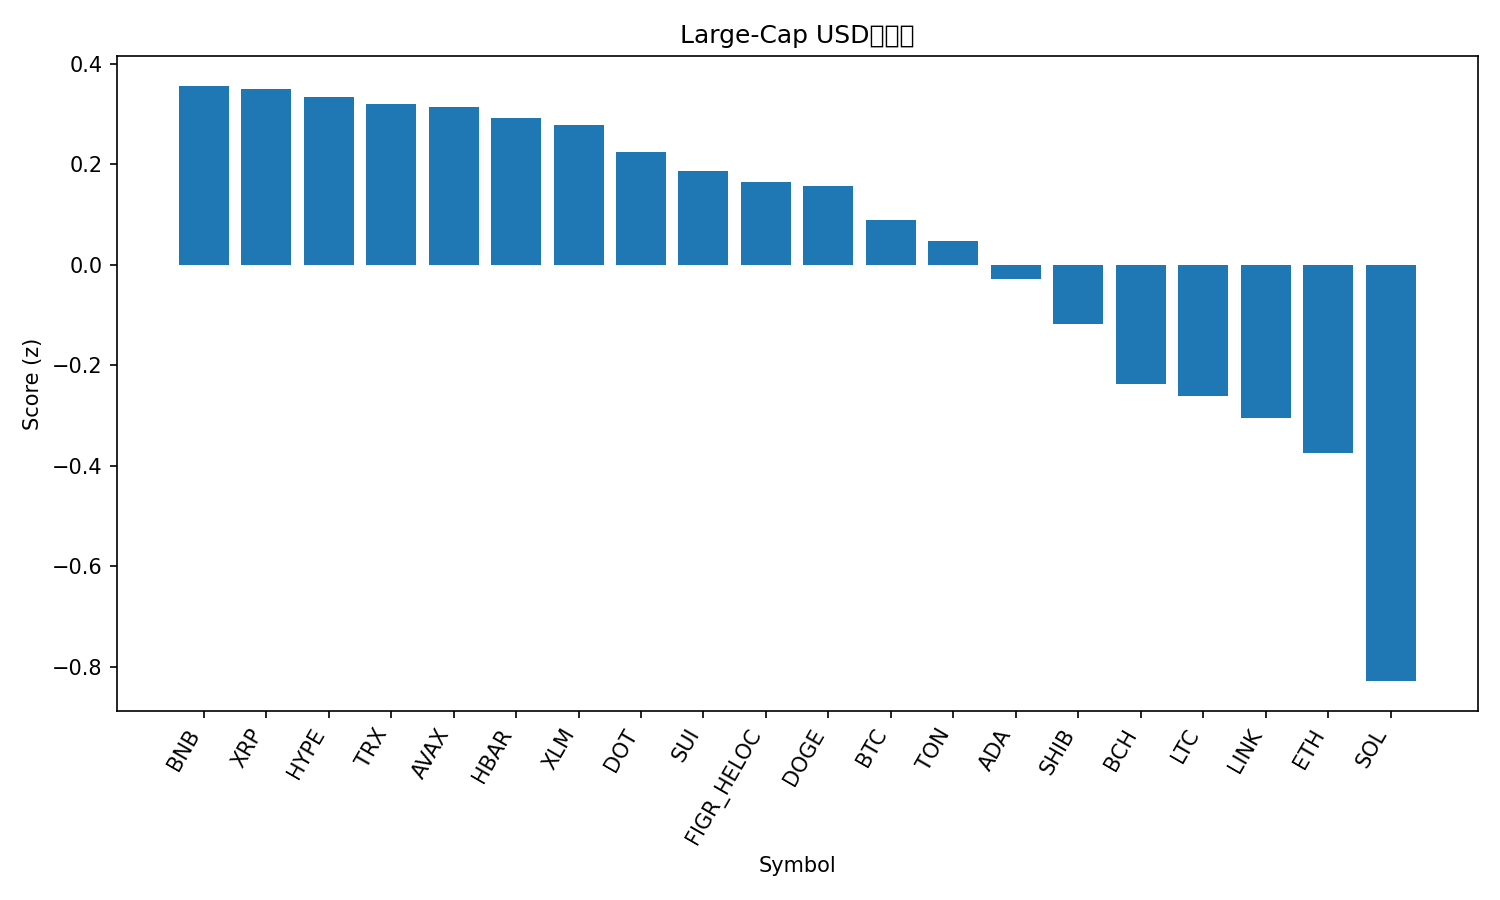 Large-Cap USD
Score (z)
0.4
0.2
0.0
−0.2
−0.4
−0.6
−0.8
BNB
XRP
HYPE
TRX
AVAX
HBAR
XLM
DOT
SUI
FIGR_HELOC
DOGE
BTC
TON
ADA
SHIB
BCH
LTC
LINK
ETH
SOL
Symbol